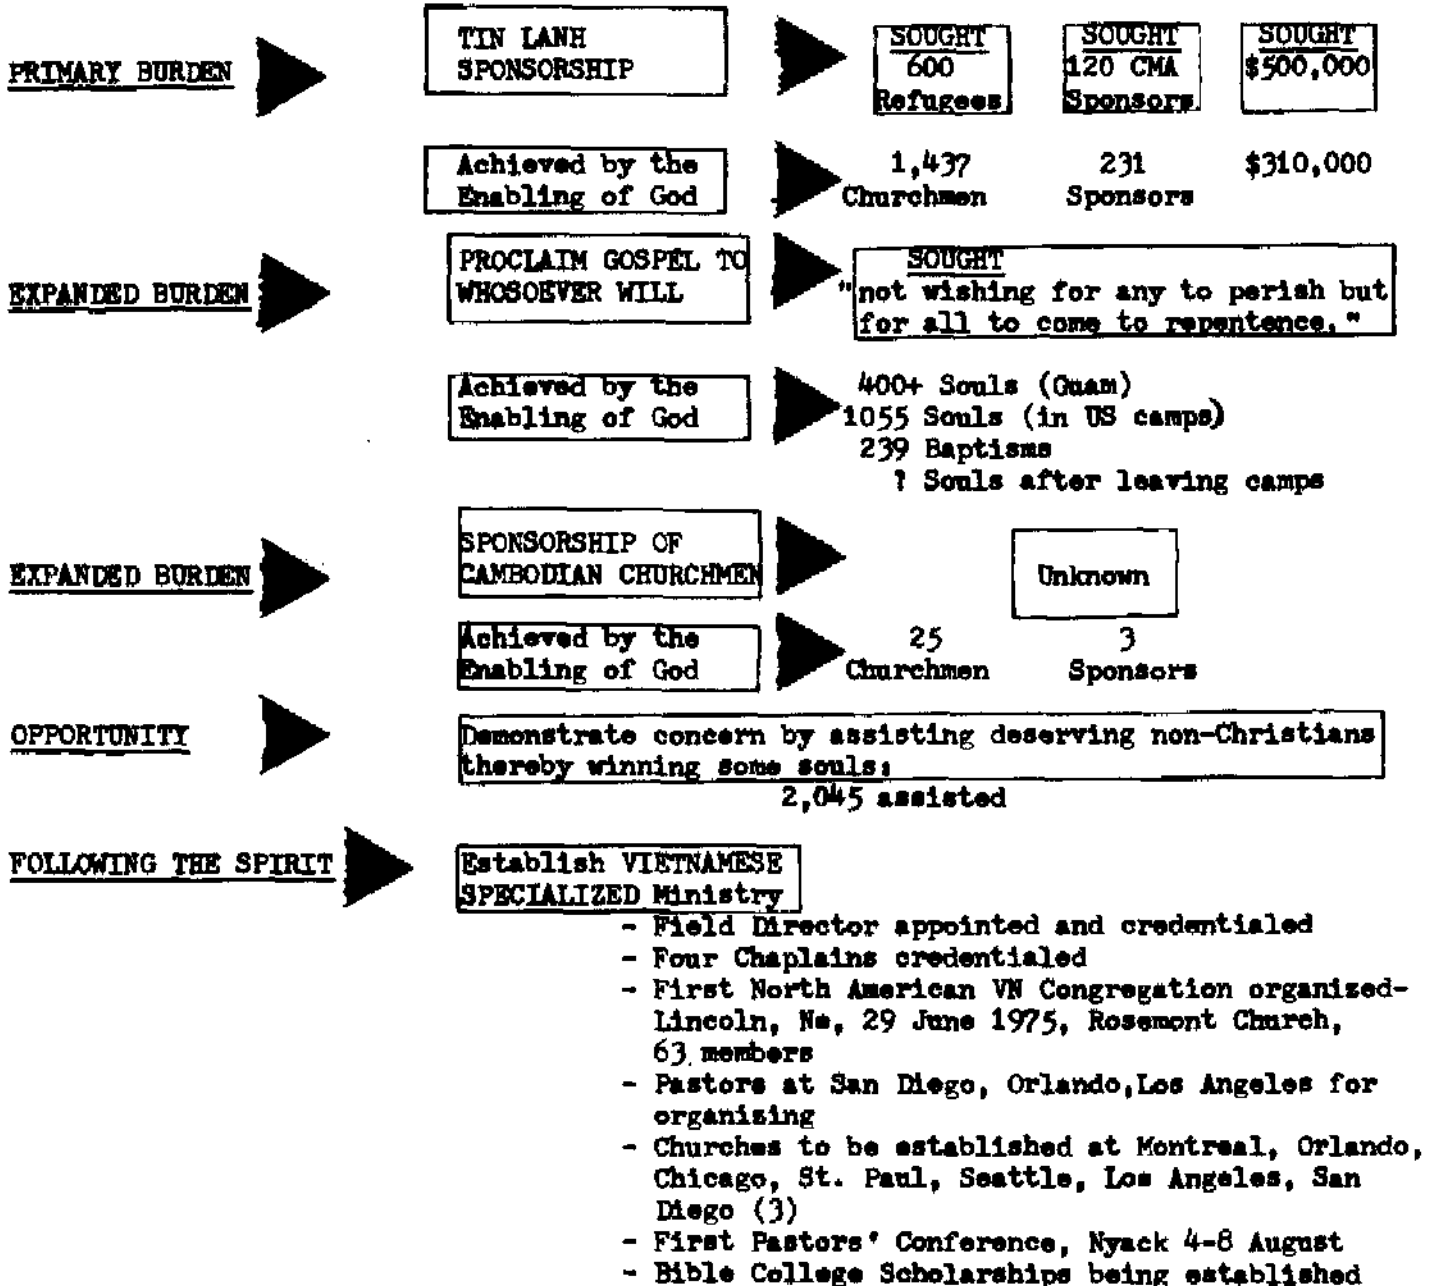 PRIMARY BURDEN
TIN LANH
SPONSORSHIP
SOUGHT
600
Refugees
SOUGHT
120 CMA
Sponsors
SOUGHT
$500,000
Achieved by the
Enabling of God
1,437
Churchmen
231
Sponsors
$310,000
EXPANDED BURDEN
PROCLAIM GOSPEL TO
WHOSOEVER WILL
SOUGHT
"not wishing for any to perish but
for all to come to repentence."
Achieved by the
Enabling of God
400+ Souls (Guam)
1055 Souls (in US camps)
239 Baptisms
? Souls after leaving camps
EXPANDED BURDEN
SPONSORSHIP OF
CAMBODIAN CHURCHMEN
Unknown
Achieved by the
Enabling of God
25
Churchmen
3
Sponsors
OPPORTUNITY
Demonstrate concern by assisting deserving non-Christians
thereby winning some souls:
2,045 assisted
FOLLOWING THE SPIRIT
Establish VIETNAMESE
SPECIALIZED Ministry
- Field Director appointed and credentialed
- Four Chaplains credentialed
- First North American VN Congregation organized-
Lincoln, Ne, 29 June 1975, Rosemont Church,
63 members
- Pastors at San Diego, Orlando,Los Angeles for
organizing
- Churches to be established at Montreal, Orlando,
Chicago, St. Paul, Seattle, Los Angeles, San
Diego (3)
- First Pastors' Conference, Nyack 4-8 August
- Bible College Scholarships being established